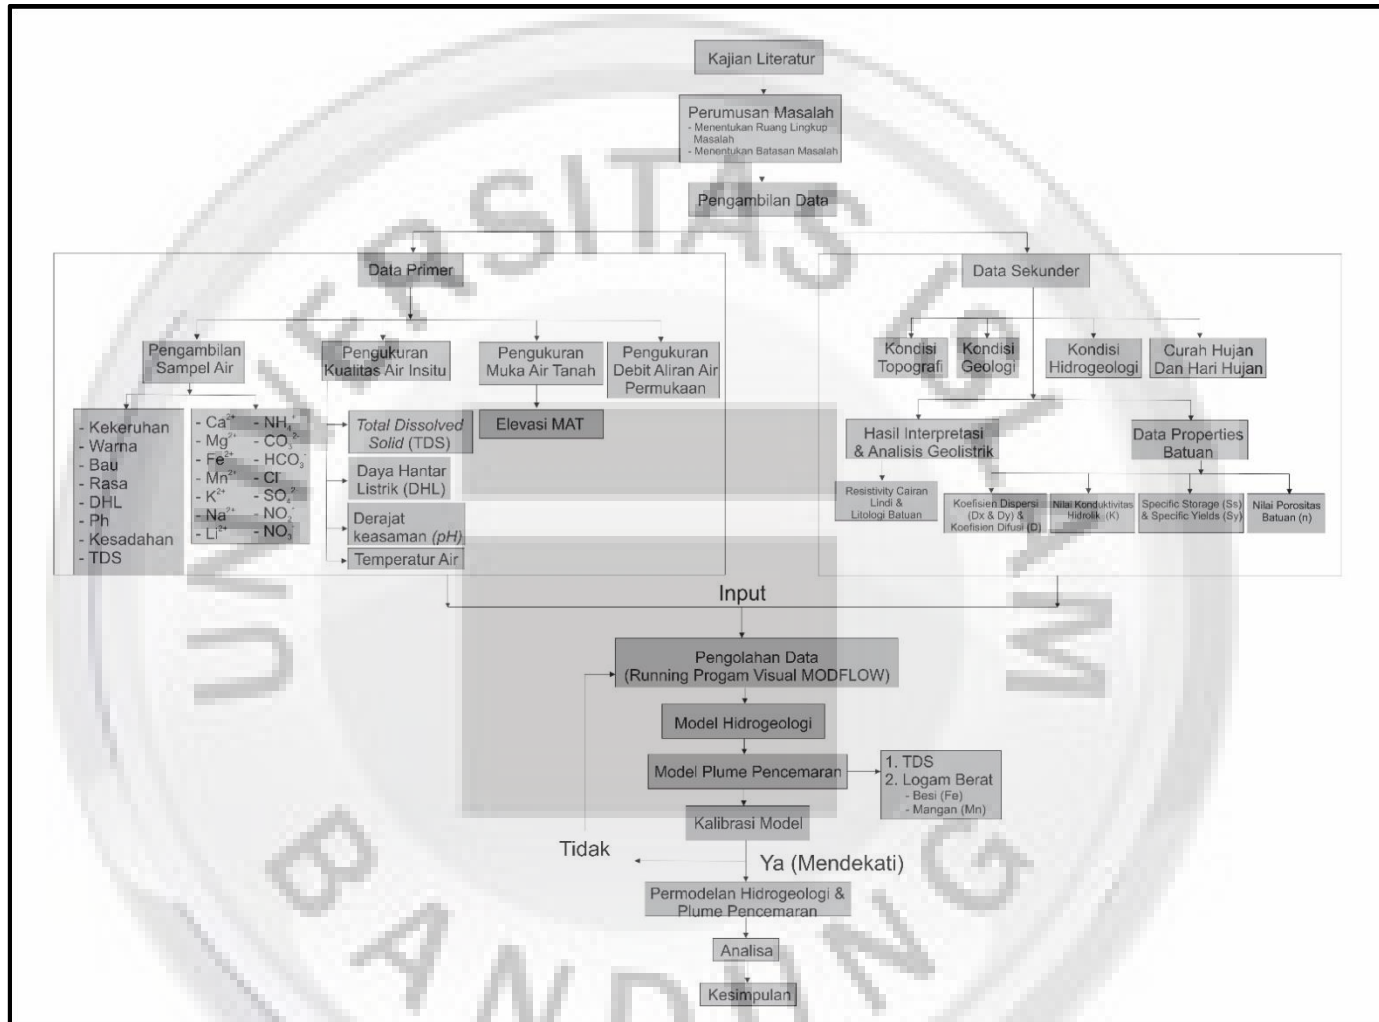 Kajian Literatur
Perumusan Masalah
- Menentukan Ruang Lingkup
Masalah
- Menentukan Batasan Masalah
Pengambilan Data
Data Primer
Data Sekunder
Pengambilan
Sampel Air
Pengukuran
Kualitas Air Insitu
Pengukuran
Muka Air Tanah
Pengukuran
Debit Aliran Air
Permukaan
Kondisi
Topografi
Kondisi
Geologi
Kondisi
Hidrogeologi
Curah Hujan
Dan Hari Hujan
- Kekeruhan
- Warna
- Bau
- Rasa
- DHL
- Ph
- Kesadahan
- TDS
- Ca²⁺
- Mg²⁺
- Fe²⁺
- Mn²⁺
- K²⁺
- Na²⁺
- Li²⁺
- NH₄⁺
- CO₃²⁻
- HCO₃⁻
- Cl⁻
- SO₄²⁻
- NO₂⁻
- NO₃⁻
Total Dissolved
Solid (TDS)
Daya Hantar
Listrik (DHL)
Derajat
keasaman (pH)
Temperatur Air
Elevasi MAT
Hasil Interpretasi
& Analisis Geolistrik
Data Properties
Batuan
Resistivity Cairan
Lindi &
Litologi Batuan
Koefisien Dispersi
(Dx & Dy) &
Koofision Difusi (D)
Nilai Konduktivitas
Hidrolik (K)
Specific Storage (Ss)
& Specific Yields (Sy)
Nilai Porositas
Batuan (n)
Input
Pengolahan Data
(Running Progam Visual MODFLOW)
Model Hidrogeologi
Model Plume Pencemaran
1. TDS
2. Logam Berat
- Besi (Fe)
- Mangan (Mn)
Kalibrasi Model
Tidak
Ya (Mendekati)
Permodelan Hidrogeologi &
Plume Pencemaran
Analisa
Kesimpulan
UNIVERSITAS ISLAM
BANDUNG